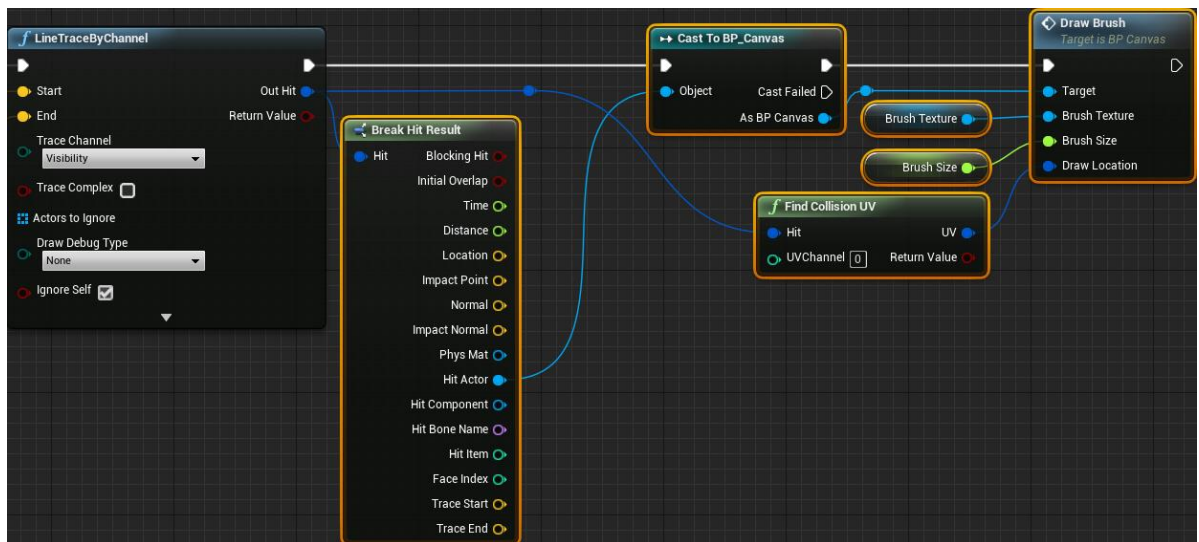 LineTraceByChannel
Start
Out Hit
End
Return Value
Trace Channel
Visibility
Trace Complex
Actors to Ignore
Draw Debug Type
None
Ignore Self
Break Hit Result
Hit
Blocking Hit
Initial Overlap
Time
Distance
Location
Impact Point
Normal
Impact Normal
Phys Mat
Hit Actor
Hit Component
Hit Bone Name
Hit Item
Face Index
Trace Start
Trace End
Cast To BP_Canvas
Object
Cast Failed
As BP Canvas
Brush Texture
Brush Size
Find Collision UV
Hit
UV
UVChannel 0
Return Value
Draw Brush
Target is BP Canvas
Target
Brush Texture
Brush Size
Draw Location